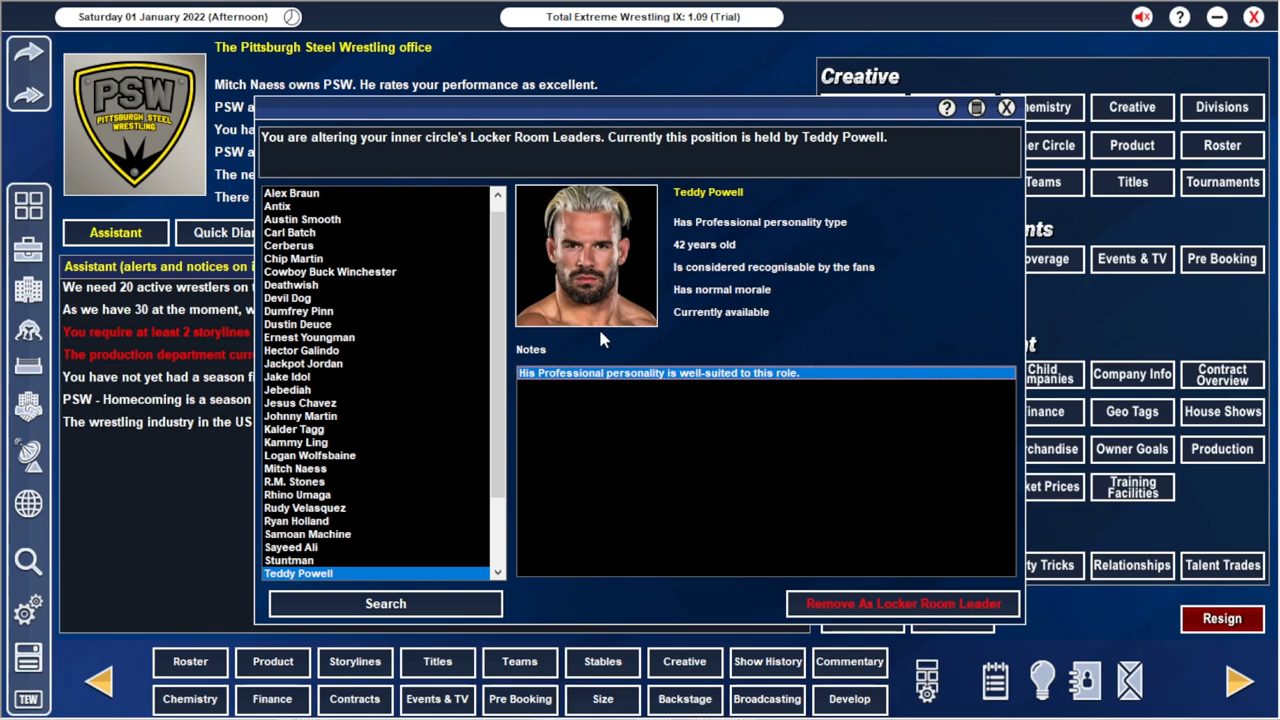 Saturday 01 January 2022 (Afternoon)
Total Extreme Wrestling IX: 1.09 (Trial)
?
X
The Pittsburgh Steel Wrestling office
PSW
PITTSBURGH STEEL
WRESTLING
Mitch Naess owns PSW. He rates your performance as excellent.
PSW a
You ha
PSW a
The ne
There
Assistant
Quick Diar
Assistant (alerts and notices on i
We need 20 active wrestlers on t
As we have 30 at the moment, w
You require at least 2 storylines
The production department curr
You have not yet had a season fi
PSW - Homecoming is a season
The wrestling industry in the US
?
X
You are altering your inner circle's Locker Room Leaders. Currently this position is held by Teddy Powell.
Alex Braun
Antix
Austin Smooth
Carl Batch
Cerberus
Chip Martin
Cowboy Buck Winchester
Deathwish
Devil Dog
Dumfrey Pinn
Dustin Deuce
Ernest Youngman
Hector Galindo
Jackpot Jordan
Jake Idol
Jebediah
Jesus Chavez
Johnny Martin
Kalder Tagg
Kammy Ling
Logan Wolfsbaine
Mitch Naess
R.M. Stones
Rhino Umaga
Rudy Velasquez
Ryan Holland
Samoan Machine
Sayeed Ali
Stuntman
Teddy Powell
Search
Teddy Powell
Has Professional personality type
42 years old
Is considered recognisable by the fans
Has normal morale
Currently available
Notes
His Professional personality is well-suited to this role.
Remove As Locker Room Leader
Creative
hemistry
Creative
Divisions
er Circle
Product
Roster
Teams
Titles
Tournaments
nts
overage
Events & TV
Pre Booking
t
Child
mpanies
Company Info
Contract
Overview
inance
Geo Tags
House Shows
rchandise
Owner Goals
Production
ket Prices
Training
Facilities
ty Tricks
Relationships
Talent Trades
Resign
Roster
Product
Storylines
Titles
Teams
Stables
Creative
Show History
Commentary
Chemistry
Finance
Contracts
Events & TV
Pre Booking
Size
Backstage
Broadcasting
Develop
TEW